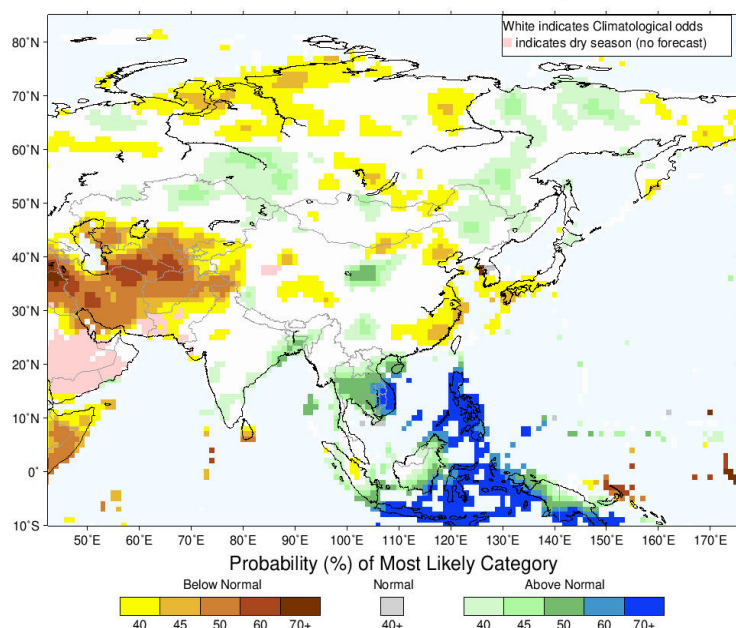 White indicates Climatological odds
indicates dry season (no forecast)
80°N
70°N
60°N
50°N
40°N
30°N
20°N
10°N
0°
10°S
50°E 60°E 70°E 80°E 90°E 100°E 110°E 120°E 130°E 140°E 150°E 160°E 170°E
Probability (%) of Most Likely Category
Below Normal Normal Above Normal
40 45 50 60 70+ 40+ 40 45 50 60 70+